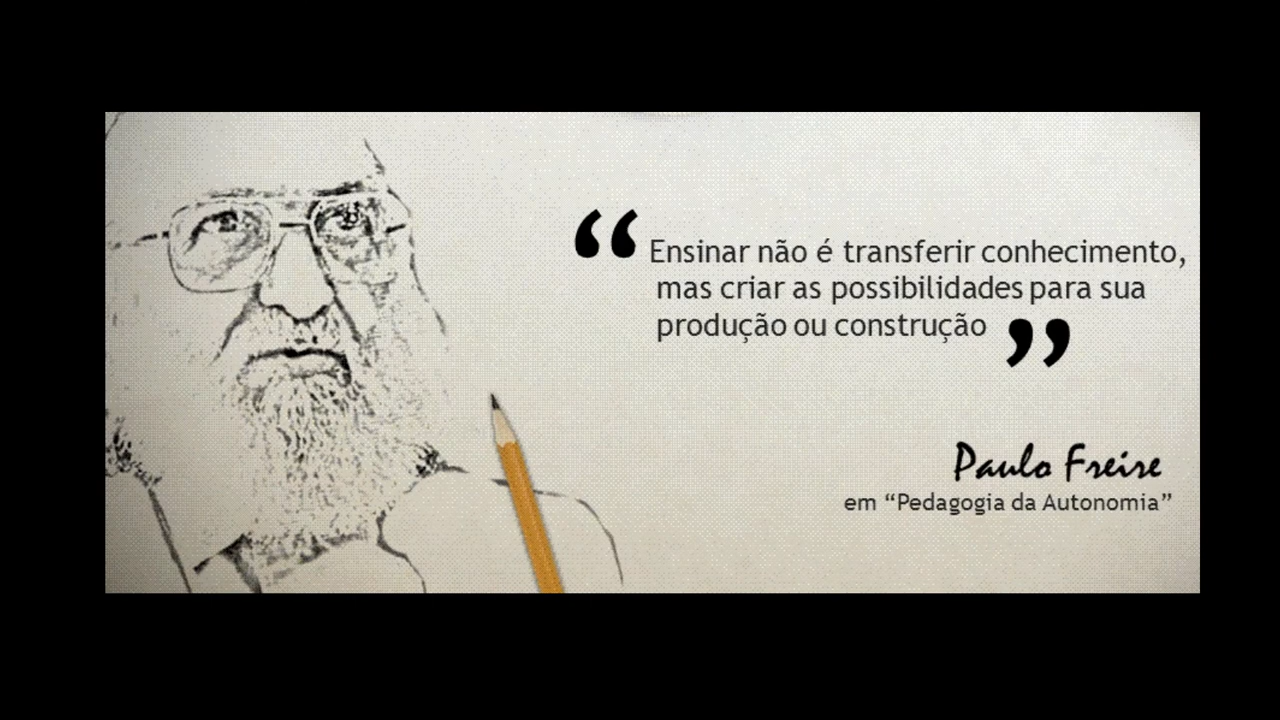 “Ensinar não é transferir conhecimento,
mas criar as possibilidades para sua
produção ou construção”
Paulo Freire
em “Pedagogia da Autonomia”